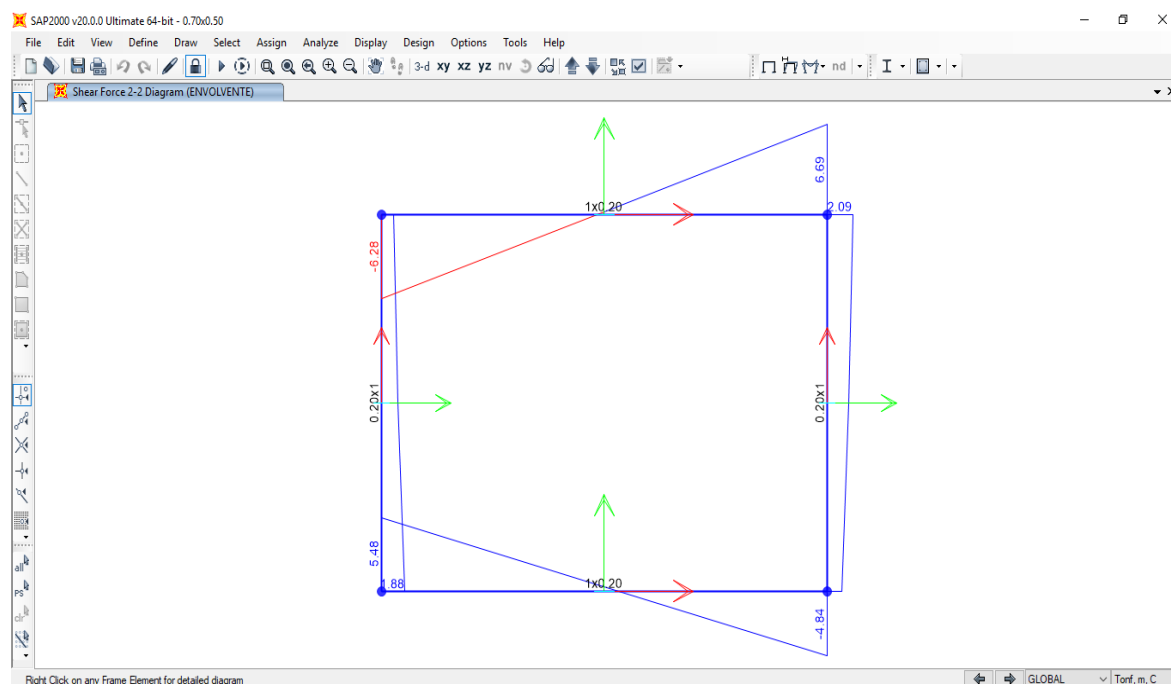 SAP2000 v20.0.0 Ultimate 64-bit - 0.70x0.50
File Edit View Define Draw Select Assign Analyze Display Design Options Tools Help
3-d xy xz yz nv nd
Shear Force 2-2 Diagram (ENVOLVENTE)
6.69
1x0.20
2.09
-6.28
0.20x1
0.20x1
5.48
1.88
1x0.20
-4.84
all
PS
clr
Right Click on any Frame Element for detailed diagram
GLOBAL
Tonf, m, C